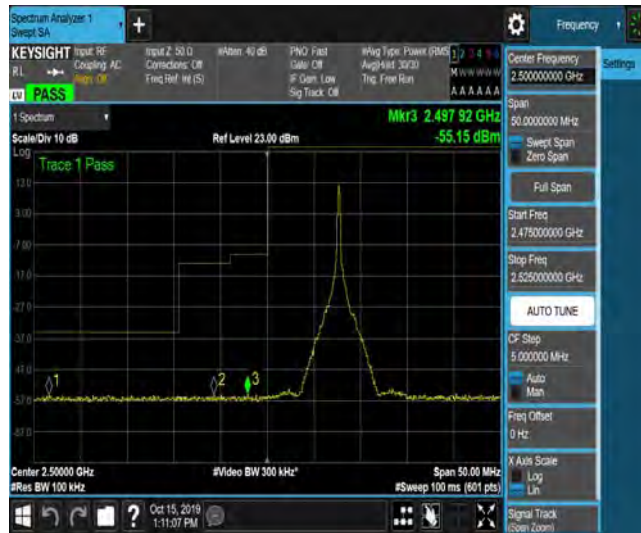 Spectrum Analyzer 1
Swept SA
+
Frequency
KEYSIGHT
Input: RF
Input Z: 50 Ω
#Atten: 40 dB
PNO: Fast
#Avg Type: Power (RMS)
1 2 3 4 5 6
RL
Coupling: AC
Corrections: Off
Gate: Off
Avg|Hold: 30/30
M W W W W W
Align: Off
Freq Ref: Int (S)
IF Gain: Low
Trig: Free Run
Sig Track: Off
A A A A A A
PASS
1 Spectrum
Mkr3 2.497 92 GHz
Scale/Div 10 dB
Ref Level 23.00 dBm
-55.15 dBm
Log
Trace 1 Pass
13.0
3.00
-7.00
-17.0
-27.0
-37.0
-47.0
1
2
3
-57.0
-67.0
Center 2.50000 GHz
#Video BW 300 kHz*
Span 50.00 MHz
#Res BW 100 kHz
#Sweep 100 ms (601 pts)
?
Oct 15, 2019
1:11:07 PM
Center Frequency
2.500000000 GHz
Settings
Span
50.0000000 MHz
Swept Span
Zero Span
Full Span
Start Freq
2.475000000 GHz
Stop Freq
2.525000000 GHz
AUTO TUNE
CF Step
5.000000 MHz
Auto
Man
Freq Offset
0 Hz
X Axis Scale
Log
Lin
Signal Track
(Span Zoom)